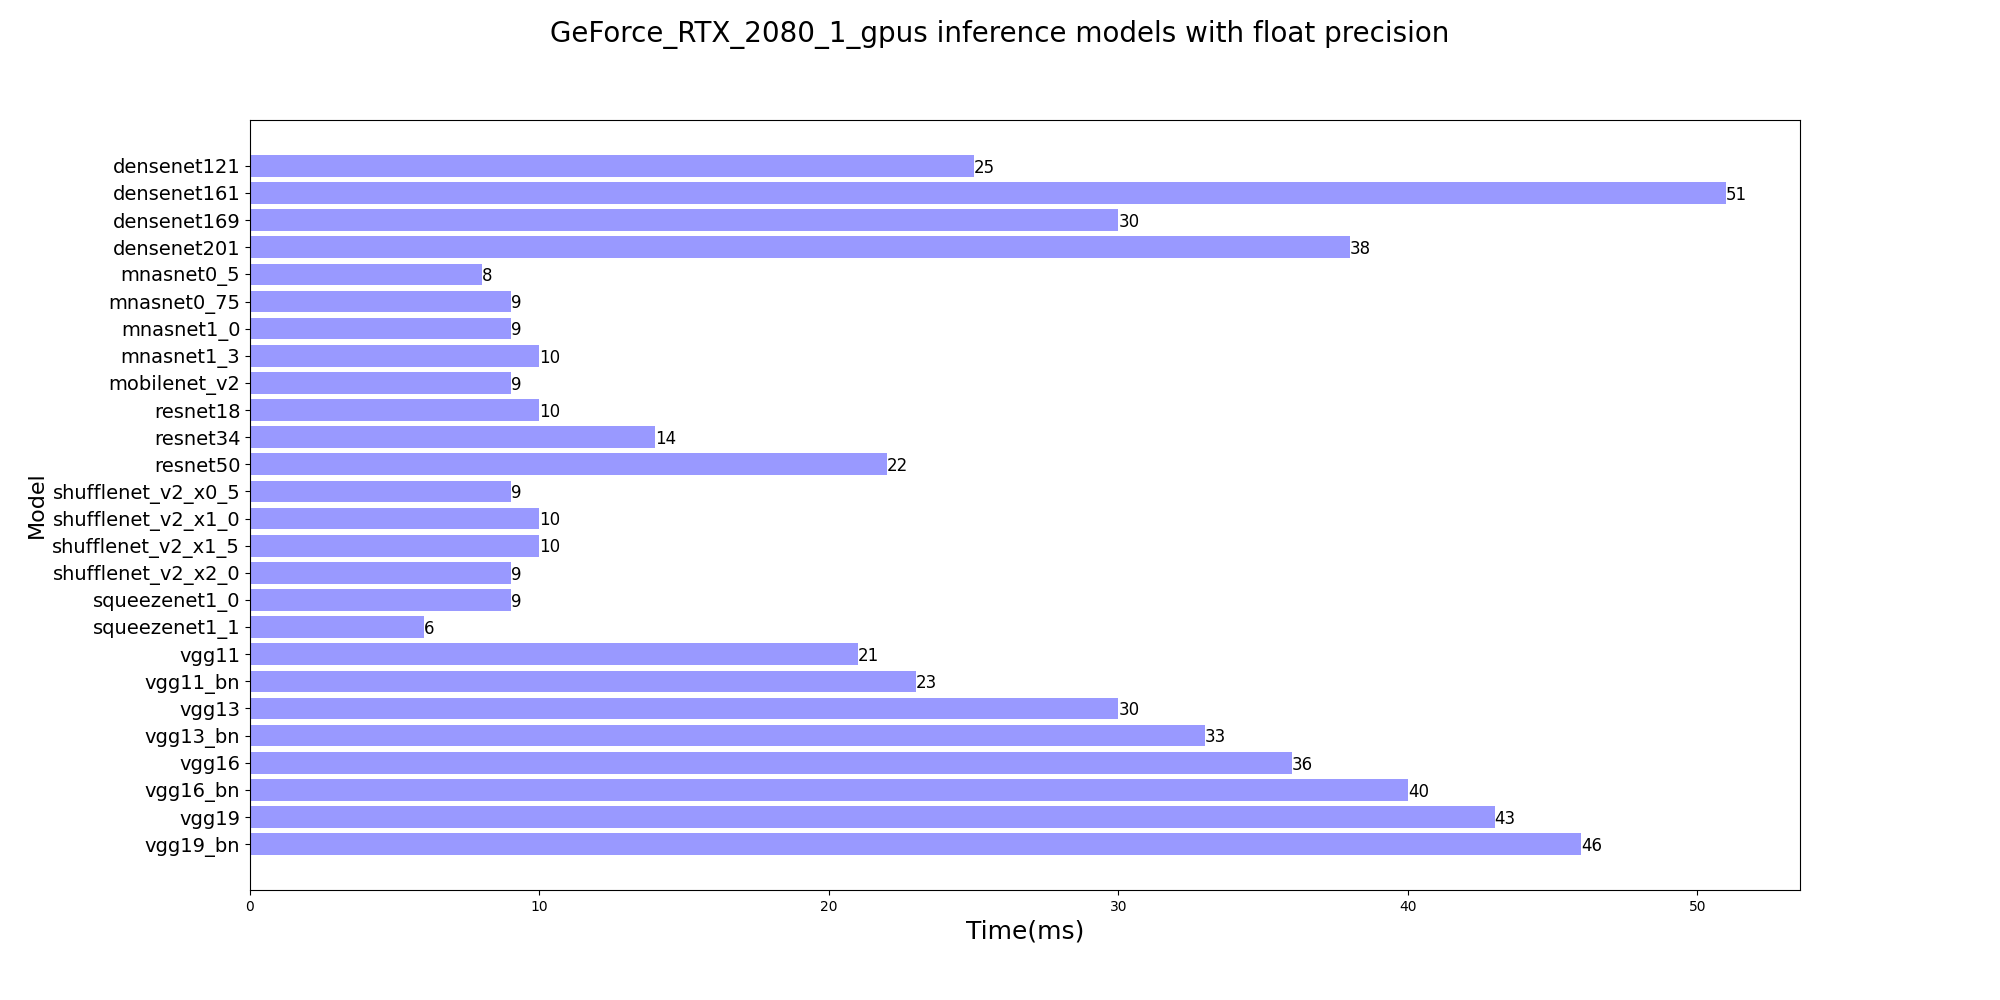 GeForce_RTX_2080_1_gpus inference models with float precision
densenet121 25
densenet161 51
densenet169 30
densenet201 38
mnasnet0_5 8
mnasnet0_75 9
mnasnet1_0 9
mnasnet1_3 10
mobilenet_v2 9
resnet18 10
resnet34 14
resnet50 22
shufflenet_v2_x0_5 9
shufflenet_v2_x1_0 10
shufflenet_v2_x1_5 10
shufflenet_v2_x2_0 9
squeezenet1_0 9
squeezenet1_1 6
vgg11 21
vgg11_bn 23
vgg13 30
vgg13_bn 33
vgg16 36
vgg16_bn 40
vgg19 43
vgg19_bn 46
Model
0 10 20 30 40 50
Time(ms)